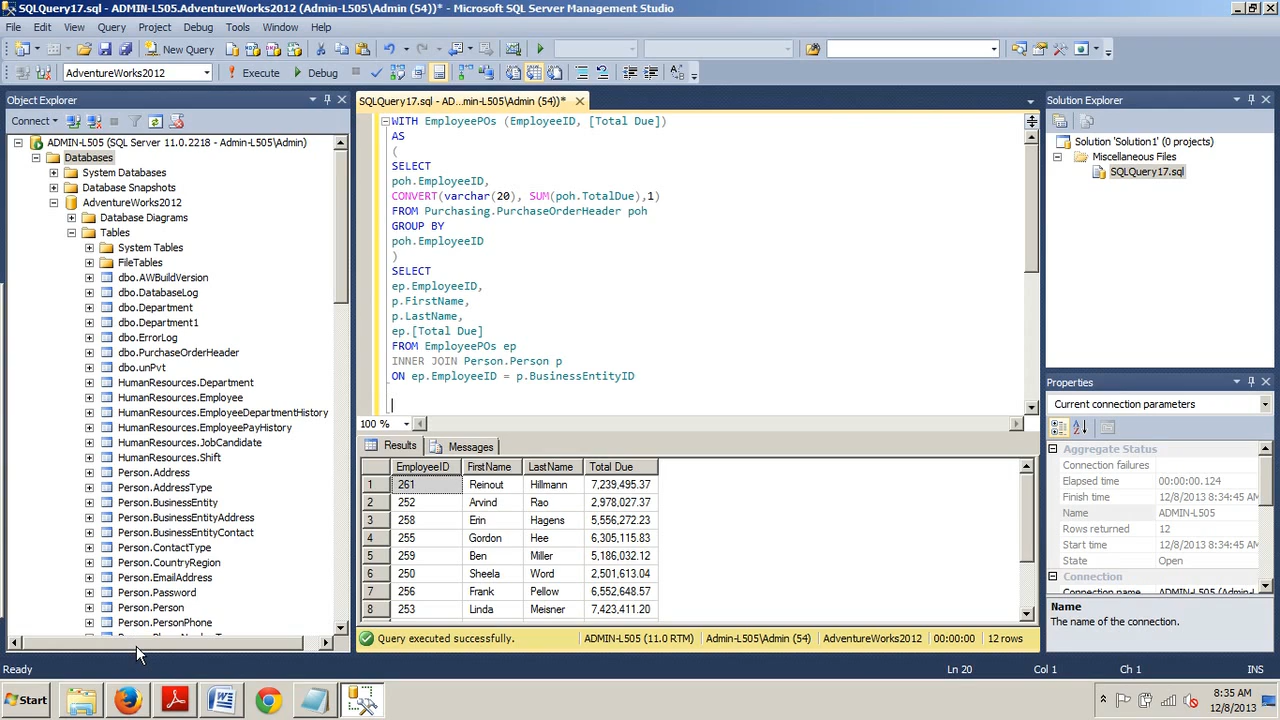 SQLQuery17.sql - ADMIN-L505.AdventureWorks2012 (Admin-L505\Admin (54))* - Microsoft SQL Server Management Studio
File Edit View Query Project Debug Tools Window Help
New Query
AdventureWorks2012 Execute Debug
Object Explorer
Connect
ADMIN-L505 (SQL Server 11.0.2218 - Admin-L505\Admin)
Databases
System Databases
Database Snapshots
AdventureWorks2012
Database Diagrams
Tables
System Tables
FileTables
dbo.AWBuildVersion
dbo.DatabaseLog
dbo.Department
dbo.Department1
dbo.ErrorLog
dbo.PurchaseOrderHeader
dbo.unPvt
HumanResources.Department
HumanResources.Employee
HumanResources.EmployeeDepartmentHistory
HumanResources.EmployeePayHistory
HumanResources.JobCandidate
HumanResources.Shift
Person.Address
Person.AddressType
Person.BusinessEntity
Person.BusinessEntityAddress
Person.BusinessEntityContact
Person.ContactType
Person.CountryRegion
Person.EmailAddress
Person.Password
Person.Person
Person.PersonPhone
SQLQuery17.sql - AD...min-L505\Admin (54))*
WITH EmployeePOs (EmployeeID, [Total Due])
AS
(
SELECT
poh.EmployeeID,
CONVERT(varchar(20), SUM(poh.TotalDue),1)
FROM Purchasing.PurchaseOrderHeader poh
GROUP BY
poh.EmployeeID
)
SELECT
ep.EmployeeID,
p.FirstName,
p.LastName,
ep.[Total Due]
FROM EmployeePOs ep
INNER JOIN Person.Person p
ON ep.EmployeeID = p.BusinessEntityID
100 %
Results Messages
EmployeeID FirstName LastName Total Due
1 261 Reinout Hillmann 7,239,495.37
2 252 Arvind Rao 2,978,027.37
3 258 Erin Hagens 5,556,272.23
4 255 Gordon Hee 6,305,115.83
5 259 Ben Miller 5,186,032.12
6 250 Sheela Word 2,501,613.04
7 256 Frank Pellow 6,552,648.57
8 253 Linda Meisner 7,423,411.20
Query executed successfully. ADMIN-L505 (11.0 RTM) Admin-L505\Admin (54) AdventureWorks2012 00:00:00 12 rows
Solution Explorer
Solution 'Solution1' (0 projects)
Miscellaneous Files
SQLQuery17.sql
Properties
Current connection parameters
Aggregate Status
Connection failures
Elapsed time 00:00:00.124
Finish time 12/8/2013 8:34:45 AM
Name ADMIN-L505
Rows returned 12
Start time 12/8/2013 8:34:45 AM
State Open
Connection
Name
The name of the connection.
Ready Ln 20 Col 1 Ch 1 INS
Start 8:35 AM
12/8/2013